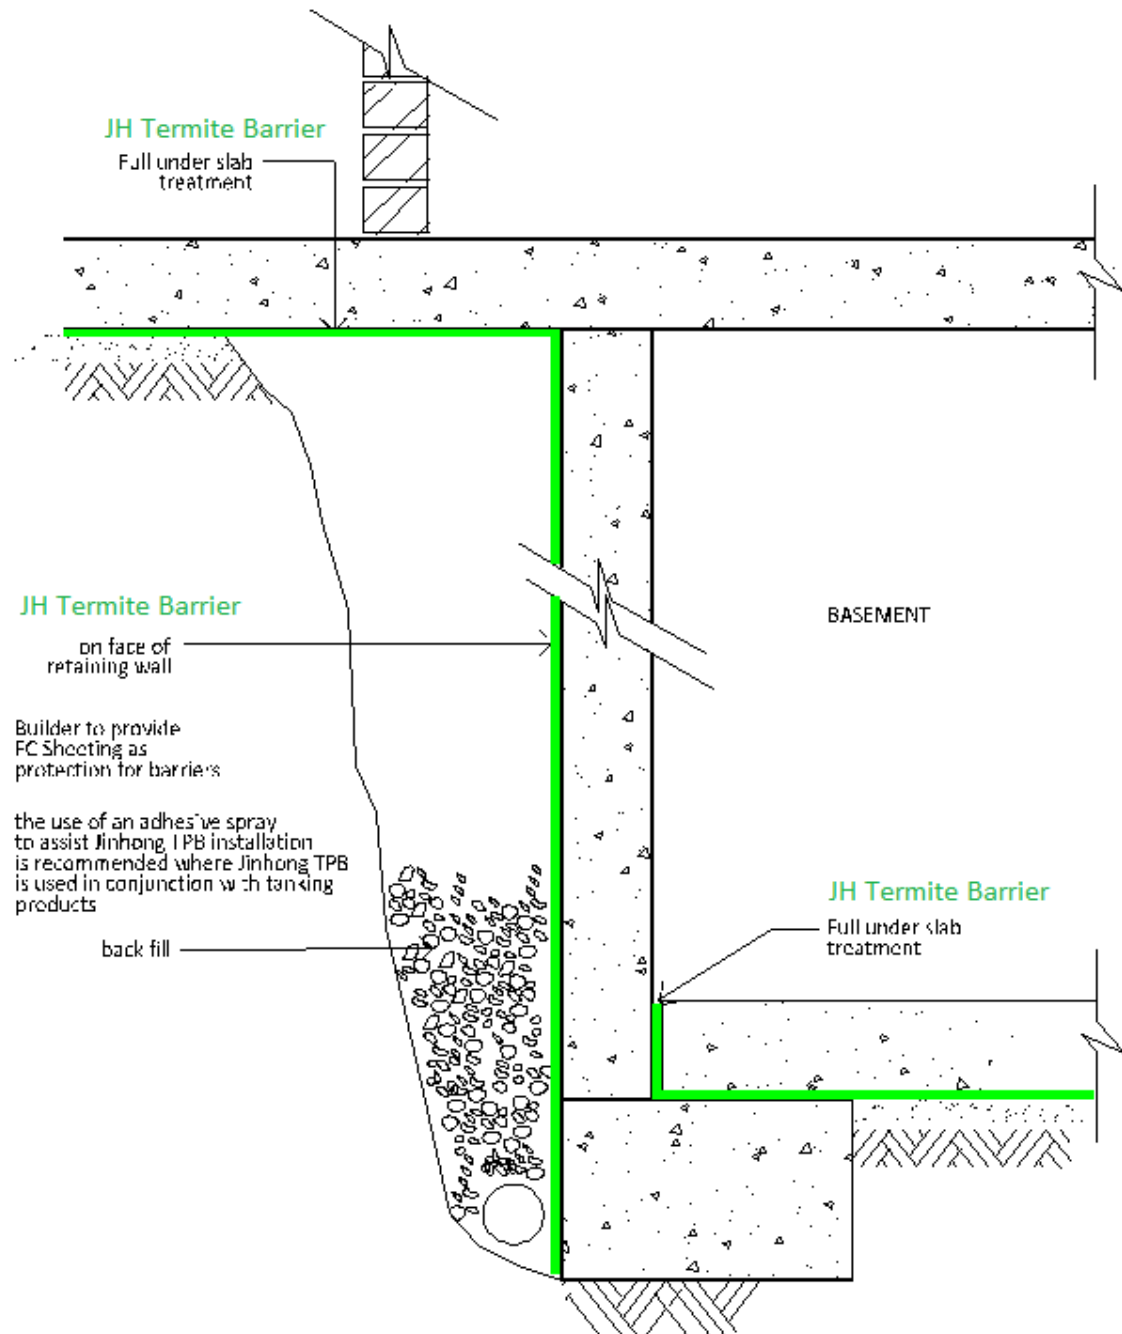 JH Termite Barrier
Full under slab
treatment
JH Termite Barrier
on face of
retaining wall
Builder to provide
FC Sheeting as
protection for barriers
the use of an adhesive spray
to assist Jinhong TPB installation
is recommended where Jinhong TPB
is used in conjunction with tanking
products
back fill
BASEMENT
JH Termite Barrier
Full under slab
treatment